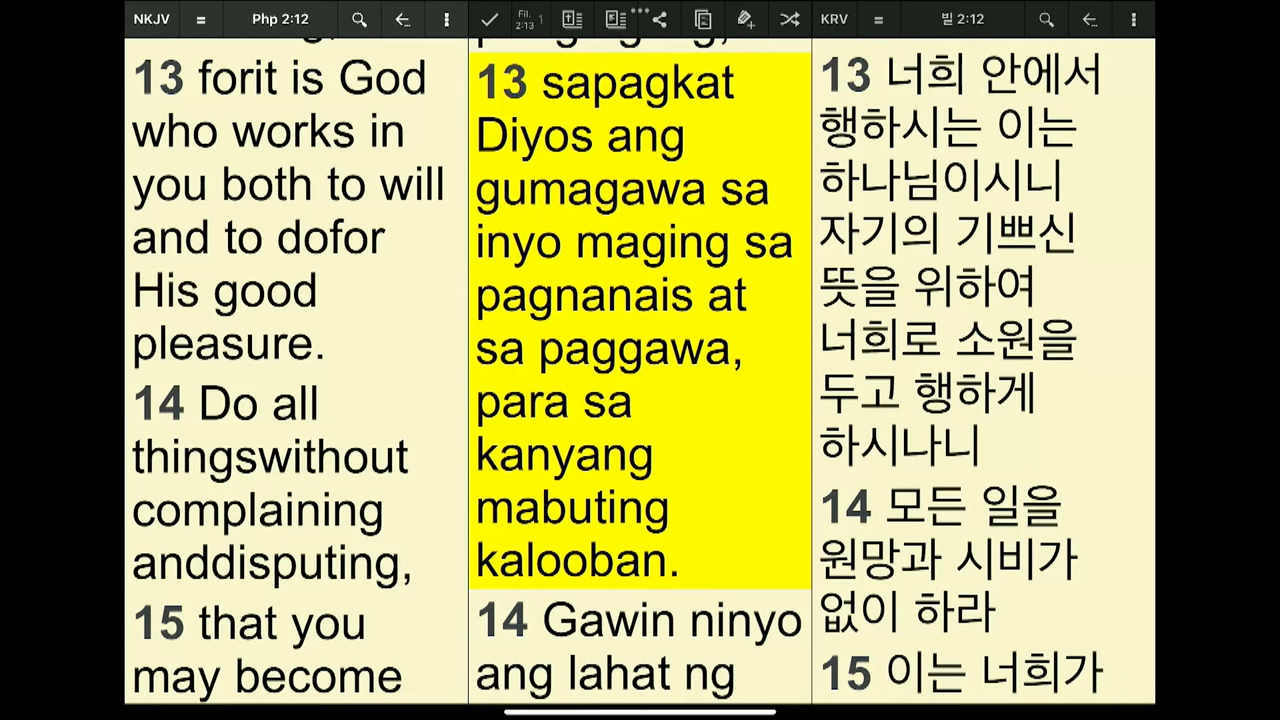 NKJV = Php 2:12
Fil. 2:13 1
KRV = 빌 2:12
13 forit is God
who works in
you both to will
and to dofor
His good
pleasure.
14 Do all
thingswithout
complaining
anddisputing,
15 that you
may become
13 sapagkat
Diyos ang
gumagawa sa
inyo maging sa
pagnanais at
sa paggawa,
para sa
kanyang
mabuting
kalooban.
14 Gawin ninyo
ang lahat ng
13 너희 안에서
행하시는 이는
하나님이시니
자기의 기쁘신
뜻을 위하여
너희로 소원을
두고 행하게
하시나니
14 모든 일을
원망과 시비가
없이 하라
15 이는 너희가